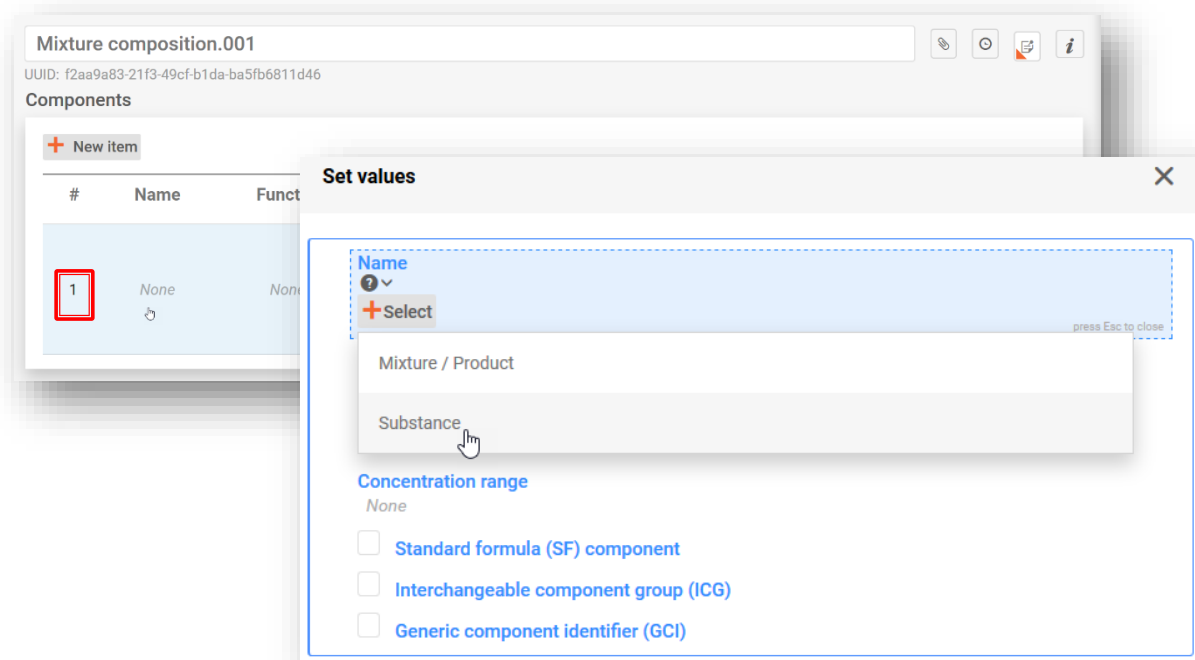 Mixture composition.001
UUID: f2aa9a83-21f3-49cf-b1da-ba5fb6811d46
Components
New item
# Name Funct
1 None Non
Set values
Name
Select
press Esc to close
Mixture / Product
Substance
Concentration range
None
Standard formula (SF) component
Interchangeable component group (ICG)
Generic component identifier (GCI)